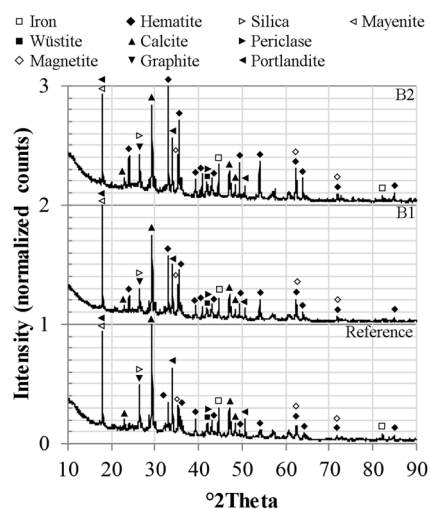 Iron Hematite Silica Mayenite
Wüstite Calcite Periclase
Magnetite Graphite Portlandite
3
B2
2
B1
1
Reference
0
Intensity (normalized counts)
10 20 30 40 50 60 70 80 90
°2Theta